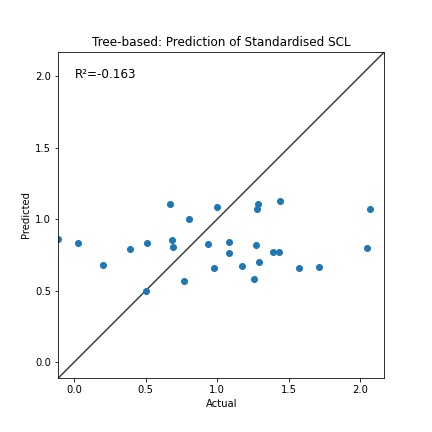 Tree-based: Prediction of Standardised SCL
R²=-0.163
2.0
1.5
1.0
0.5
0.0
Predicted
0.0 0.5 1.0 1.5 2.0
Actual